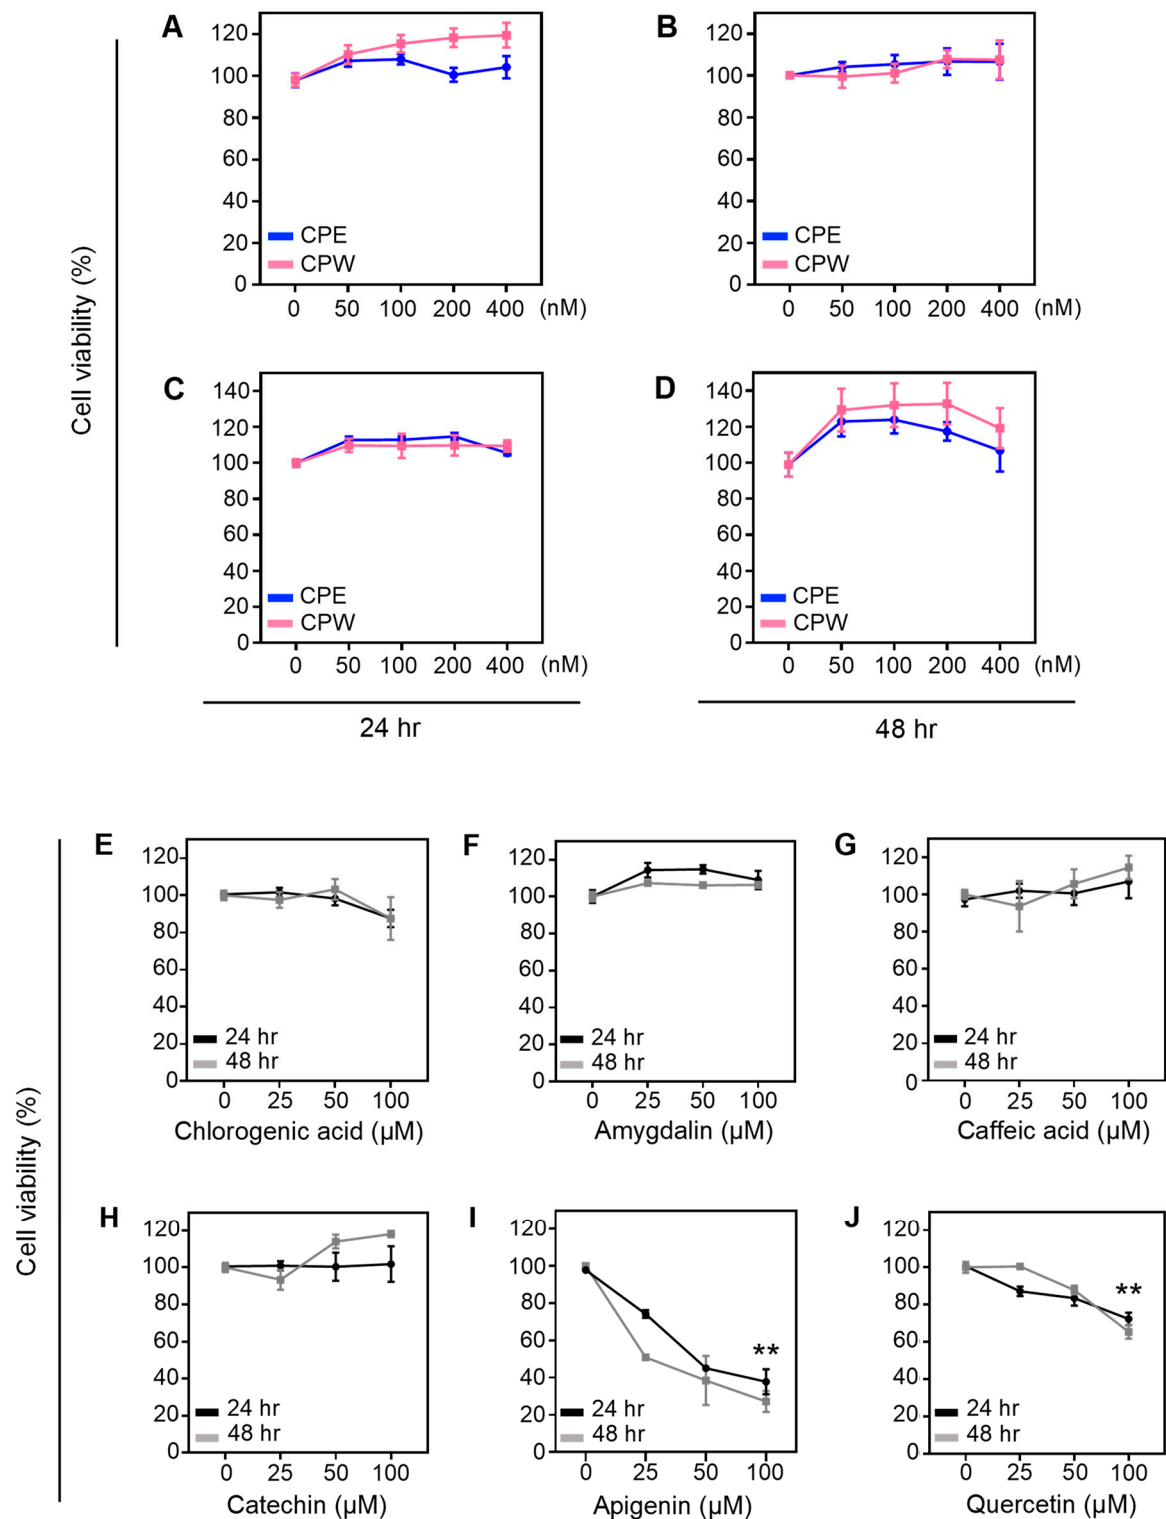 Cell viability (%)
A
120
100
80
60
40
20
0
CPE
CPW
0 50 100 200 400 (nM)
B
120
100
80
60
40
20
0
CPE
CPW
0 50 100 200 400 (nM)
C
140
120
100
80
60
40
20
0
CPE
CPW
0 50 100 200 400 (nM)
24 hr
D
140
120
100
80
60
40
20
0
CPE
CPW
0 50 100 200 400 (nM)
48 hr
Cell viability (%)
E
120
100
80
60
40
20
0
24 hr
48 hr
0 25 50 100
Chlorogenic acid (µM)
F
120
100
80
60
40
20
0
24 hr
48 hr
0 25 50 100
Amygdalin (µM)
G
120
100
80
60
40
20
0
24 hr
48 hr
0 25 50 100
Caffeic acid (µM)
H
120
100
80
60
40
20
0
24 hr
48 hr
0 25 50 100
Catechin (µM)
I
120
100
80
60
40
20
0
**
24 hr
48 hr
0 25 50 100
Apigenin (µM)
J
120
100
80
60
40
20
0
**
24 hr
48 hr
0 25 50 100
Quercetin (µM)